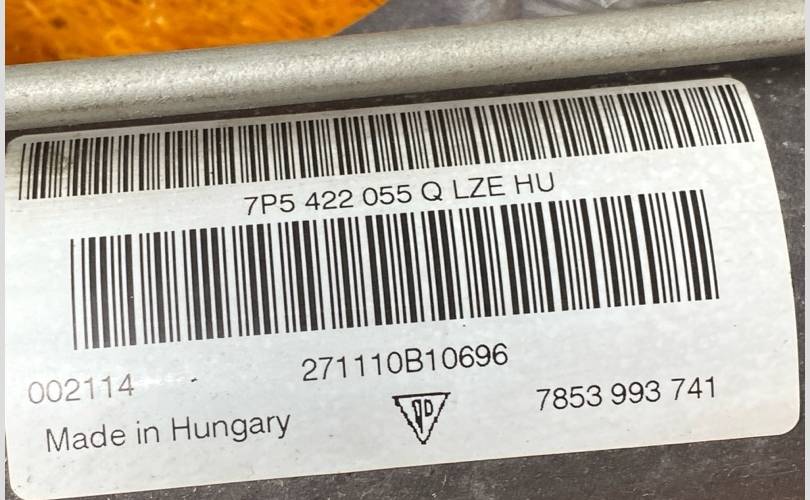 7P5 422 055 Q LZE HU
271110B10696
002114
7853 993 741
Made in Hungary